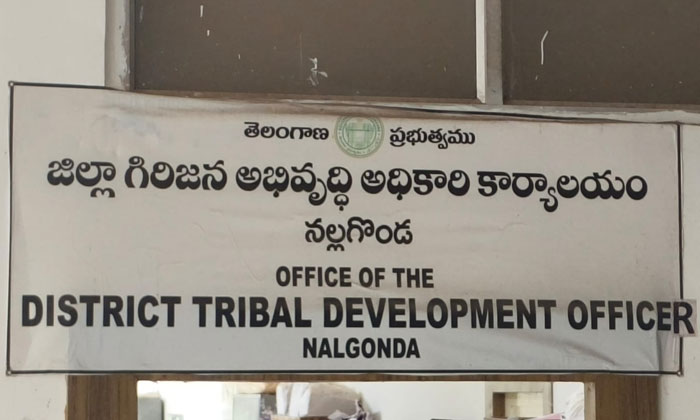 తెలంగాణ ప్రభుత్వము
జిల్లా గిరిజన అభివృద్ధి అధికారి కార్యాలయం
నల్లగొండ
OFFICE OF THE
DISTRICT TRIBAL DEVELOPMENT OFFICER
NALGONDA